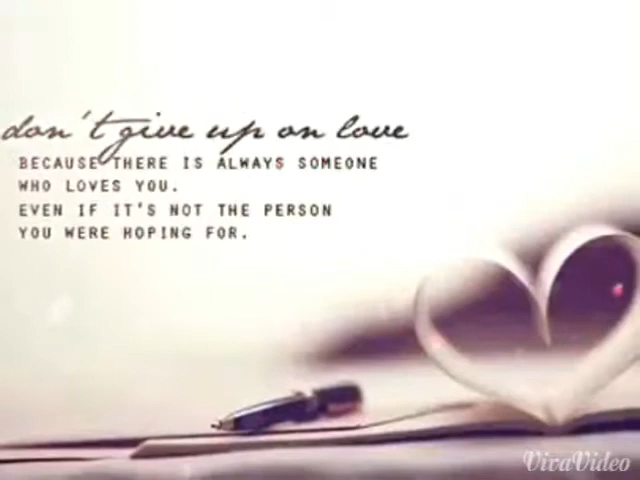 don't give up on love
BECAUSE THERE IS ALWAYS SOMEONE
WHO LOVES YOU.
EVEN IF IT'S NOT THE PERSON
YOU WERE HOPING FOR.
VivaVideo